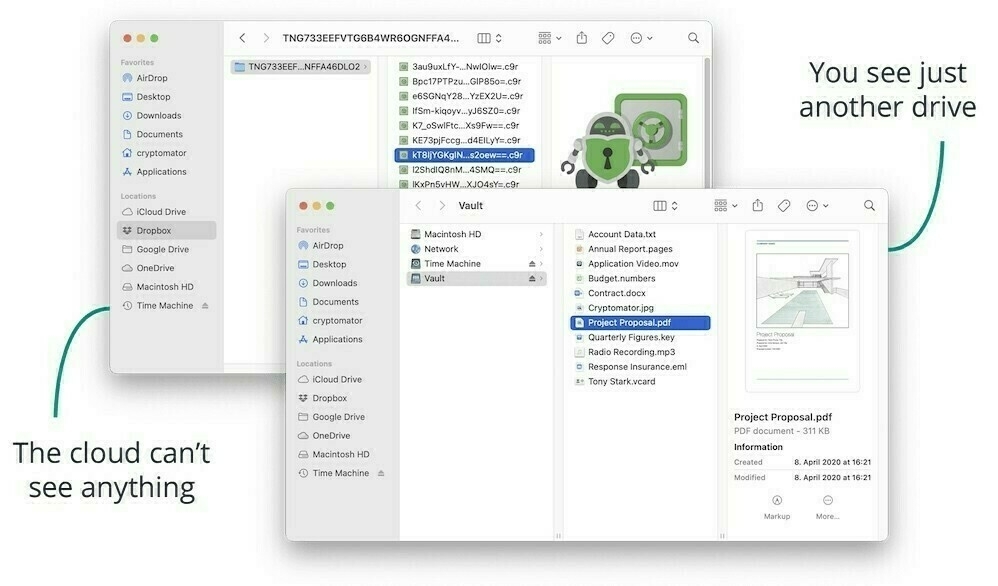 TNG733EEFVTG6B4WR6OGNFFA4...
Favorites
AirDrop
Desktop
Downloads
Documents
cryptomator
Applications
Locations
iCloud Drive
Dropbox
Google Drive
OneDrive
Macintosh HD
Time Machine
TNG733EEF...NFFA46DLO2
3au9uxLfY-...NwIOIw=.c9r
Bpc17PTPzu...GIP85o=.c9r
e6SGNqY28...YzEX2U=.c9r
IfSm-kiqoyv...yJ6SZ0=.c9r
K7_oSwIFtc...Xs9Fw==.c9r
KE73pjFccg...d4EILyY=.c9r
kT8IjYGKgIN...s2oew==.c9r
I2ShdIQ8nM...4SMQ==.c9r
IKxPn5vHW...XJO4sY=.c9r
You see just
another drive
Vault
Favorites
AirDrop
Desktop
Downloads
Documents
cryptomator
Applications
Locations
iCloud Drive
Dropbox
Google Drive
OneDrive
Macintosh HD
Time Machine
Macintosh HD
Network
Time Machine
Vault
Account Data.txt
Annual Report.pages
Application Video.mov
Budget.numbers
Contract.docx
Cryptomator.jpg
Project Proposal.pdf
Quarterly Figures.key
Radio Recording.mp3
Response Insurance.eml
Tony Stark.vcard
Project Proposal
Project Proposal.pdf
PDF document - 311 KB
Information
Created 8. April 2020 at 16:21
Modified 8. April 2020 at 16:21
Markup More...
The cloud can't
see anything